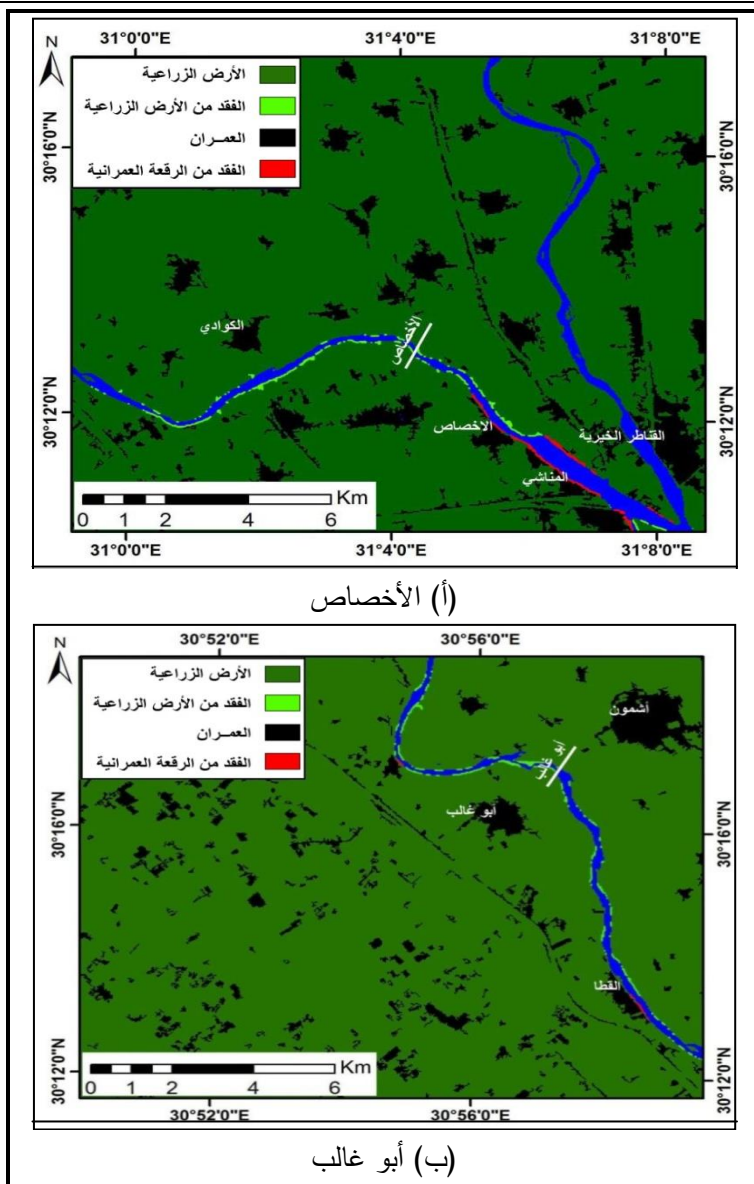 N
31°0'0"E 31°4'0"E 31°8'0"E
الأرض الزراعية
الفقد من الأرض الزراعية
العمــران
الفقد من الرقعة العمرانية
30°16'0"N 30°16'0"N
الكوادي
الأخصاص
30°12'0"N 30°12'0"N
الاخصاص
القناطر الخيرية
المناشي
Km
0 1 2 4 6
31°0'0"E 31°4'0"E 31°8'0"E
(أ) الأخصاص
N
30°52'0"E 30°56'0"E
الأرض الزراعية
الفقد من الأرض الزراعية
العمــران
الفقد من الرقعة العمرانية
أشمون
أبو غالب
أبو غالب
30°16'0"N 30°16'0"N
القطا
30°12'0"N 30°12'0"N
Km
0 1 2 4 6
30°52'0"E 30°56'0"E
(ب) أبو غالب